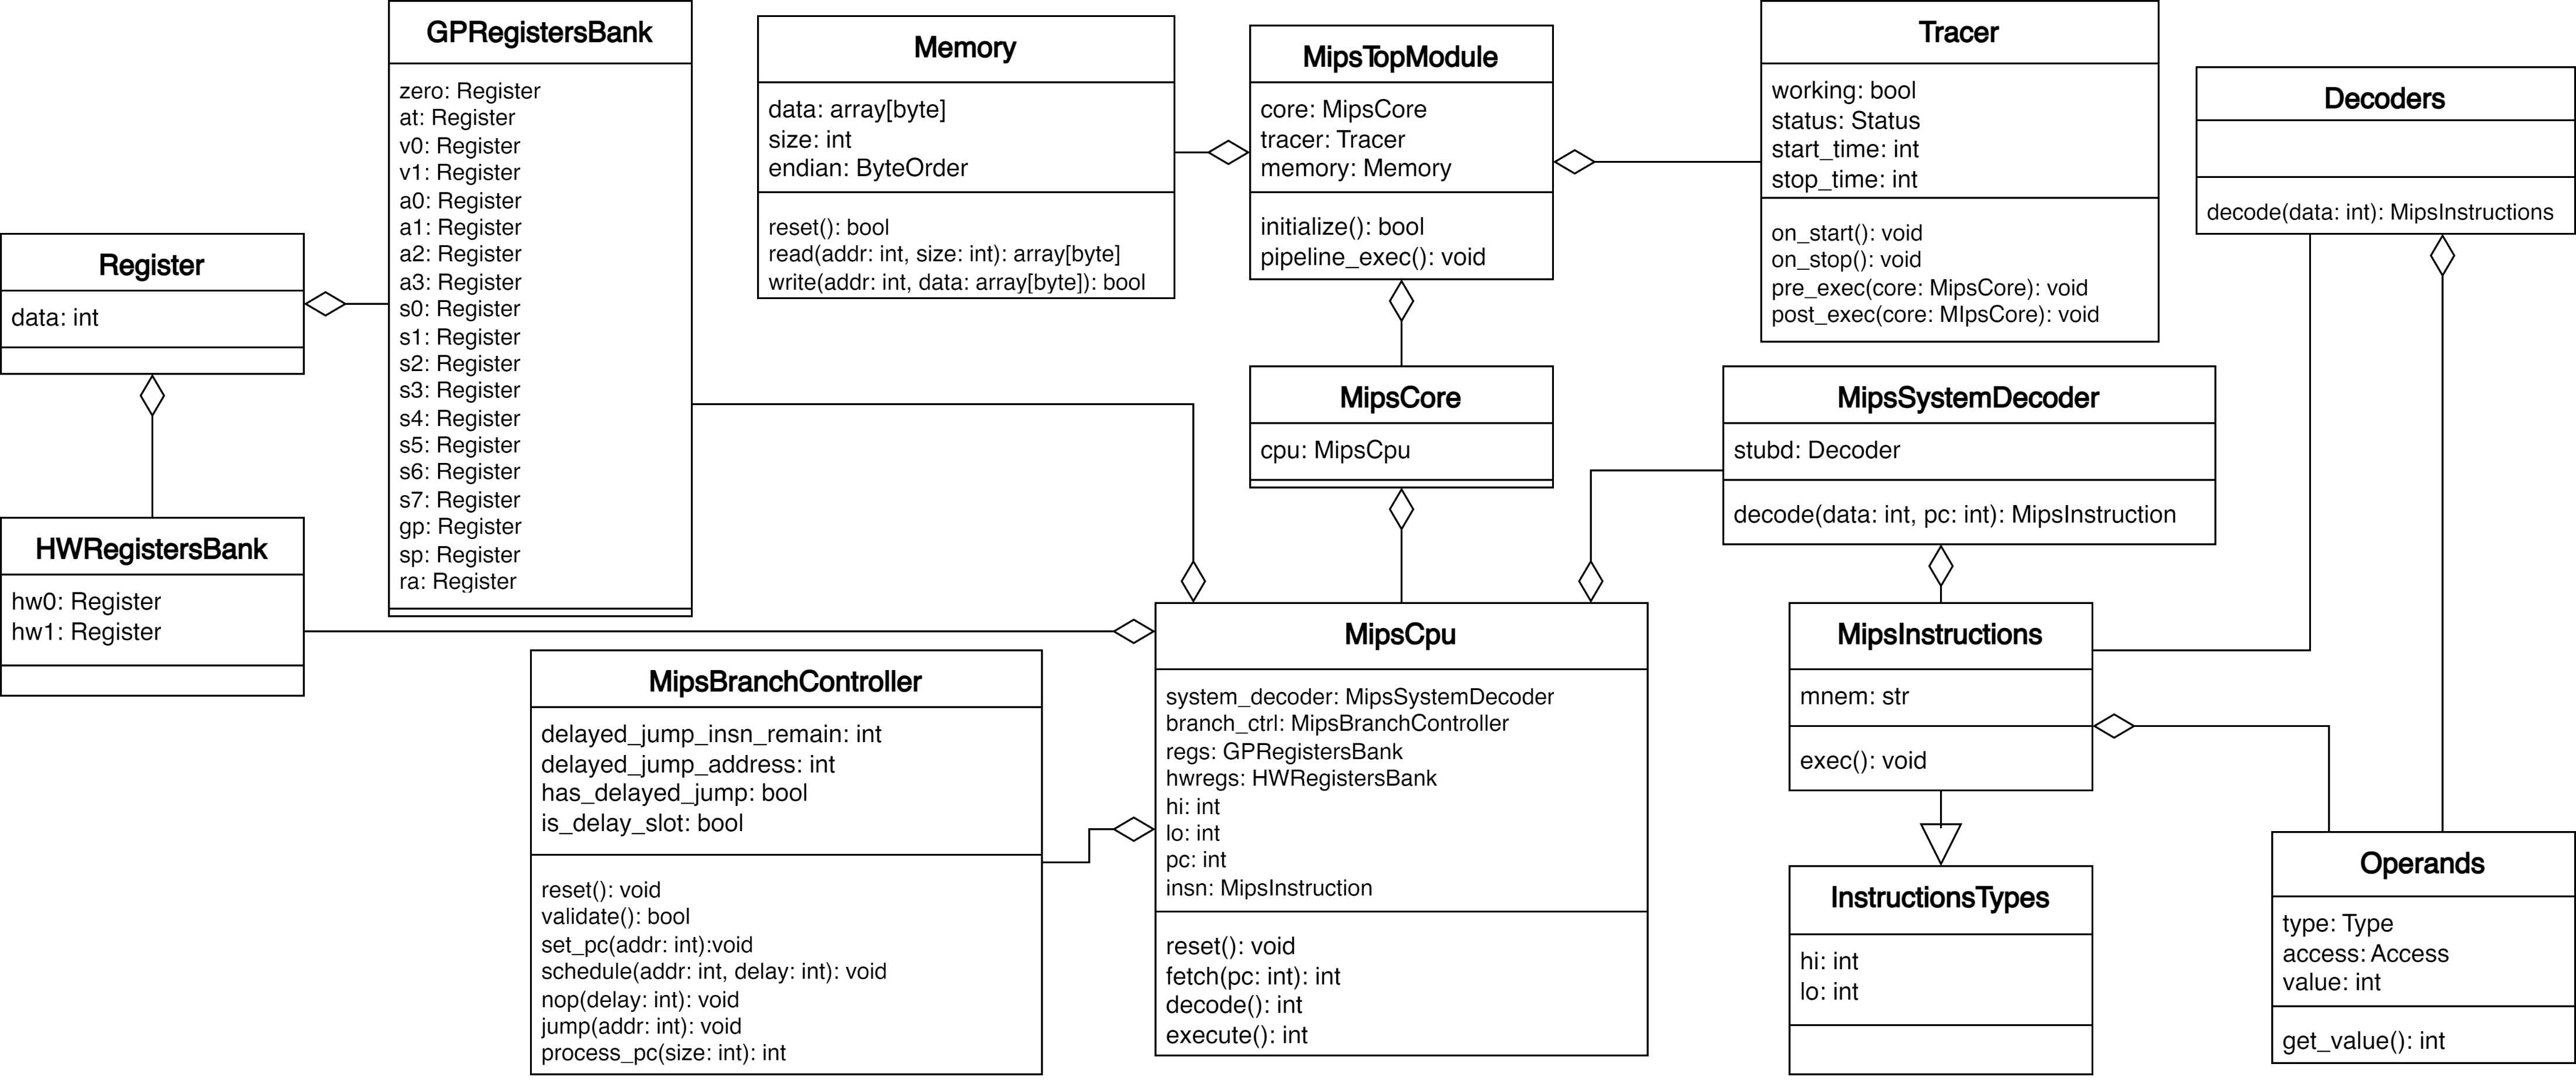 GPRegistersBank
zero: Register
at: Register
v0: Register
v1: Register
a0: Register
a1: Register
a2: Register
a3: Register
s0: Register
s1: Register
s2: Register
s3: Register
s4: Register
s5: Register
s6: Register
s7: Register
gp: Register
sp: Register
ra: Register
Memory
data: array[byte]
size: int
endian: ByteOrder
reset(): bool
read(addr: int, size: int): array[byte]
write(addr: int, data: array[byte]): bool
MipsTopModule
core: MipsCore
tracer: Tracer
memory: Memory
initialize(): bool
pipeline_exec(): void
Tracer
working: bool
status: Status
start_time: int
stop_time: int
on_start(): void
on_stop(): void
pre_exec(core: MipsCore): void
post_exec(core: MIpsCore): void
Decoders
decode(data: int): MipsInstructions
Register
data: int
MipsCore
cpu: MipsCpu
MipsSystemDecoder
stubd: Decoder
decode(data: int, pc: int): MipsInstruction
HWRegistersBank
hw0: Register
hw1: Register
MipsBranchController
delayed_jump_insn_remain: int
delayed_jump_address: int
has_delayed_jump: bool
is_delay_slot: bool
reset(): void
validate(): bool
set_pc(addr: int):void
schedule(addr: int, delay: int): void
nop(delay: int): void
jump(addr: int): void
process_pc(size: int): int
MipsCpu
system_decoder: MipsSystemDecoder
branch_ctrl: MipsBranchController
regs: GPRegistersBank
hwregs: HWRegistersBank
hi: int
lo: int
pc: int
insn: MipsInstruction
reset(): void
fetch(pc: int): int
decode(): int
execute(): int
MipsInstructions
mnem: str
exec(): void
InstructionsTypes
hi: int
lo: int
Operands
type: Type
access: Access
value: int
get_value(): int